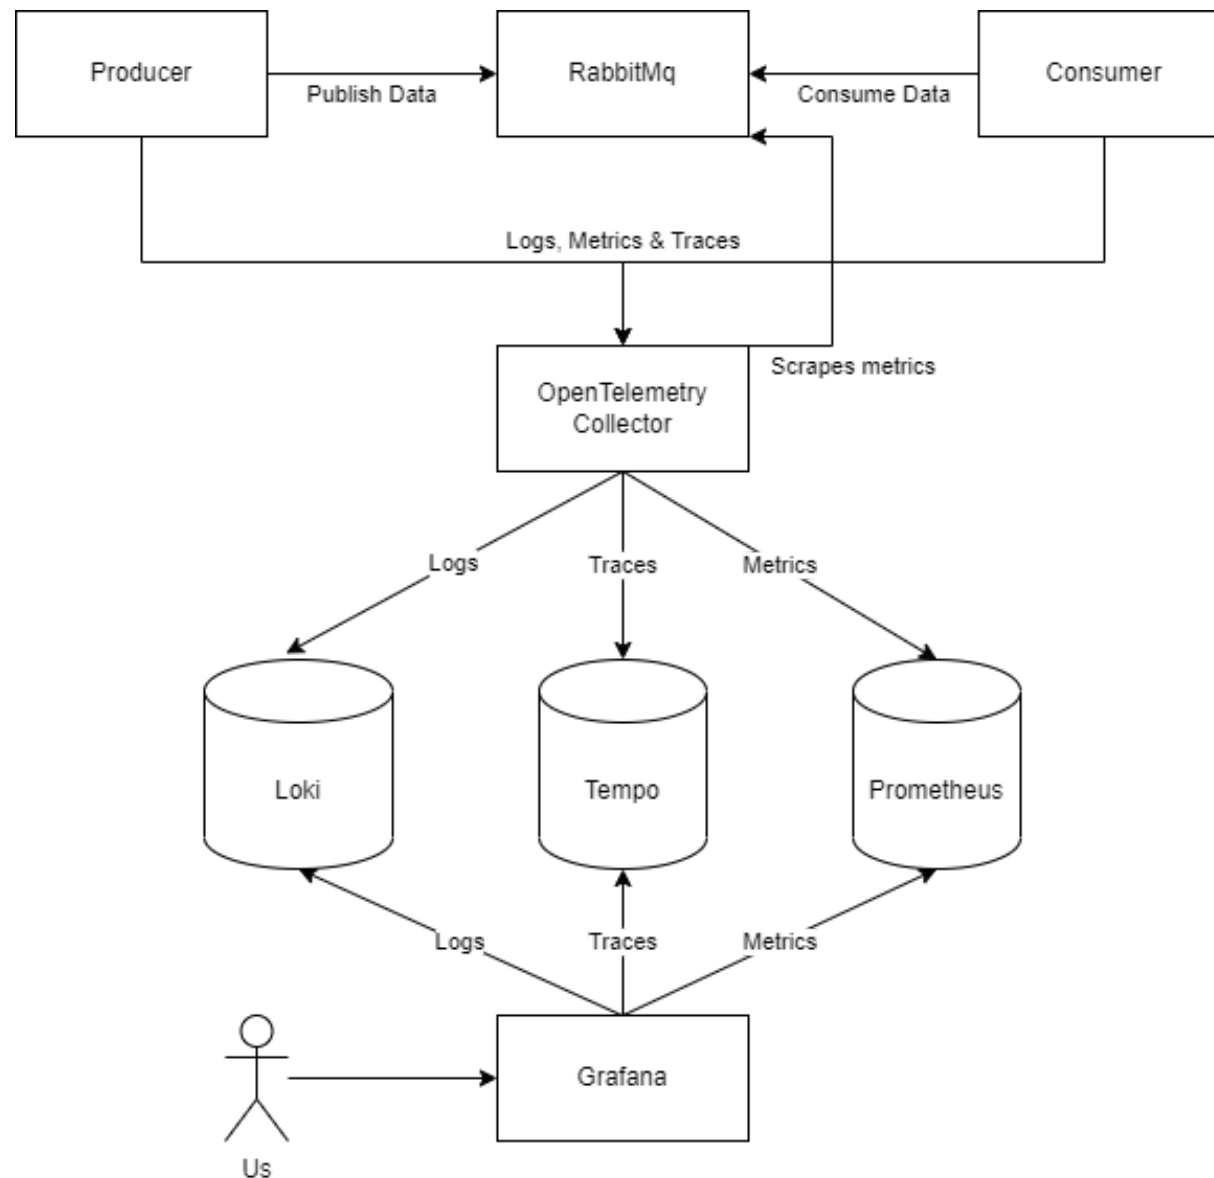 Producer
RabbitMq
Consumer
Publish Data
Consume Data
Logs, Metrics & Traces
Scrapes metrics
OpenTelemetry
Collector
Logs
Traces
Metrics
Loki
Tempo
Prometheus
Logs
Traces
Metrics
Grafana
Us